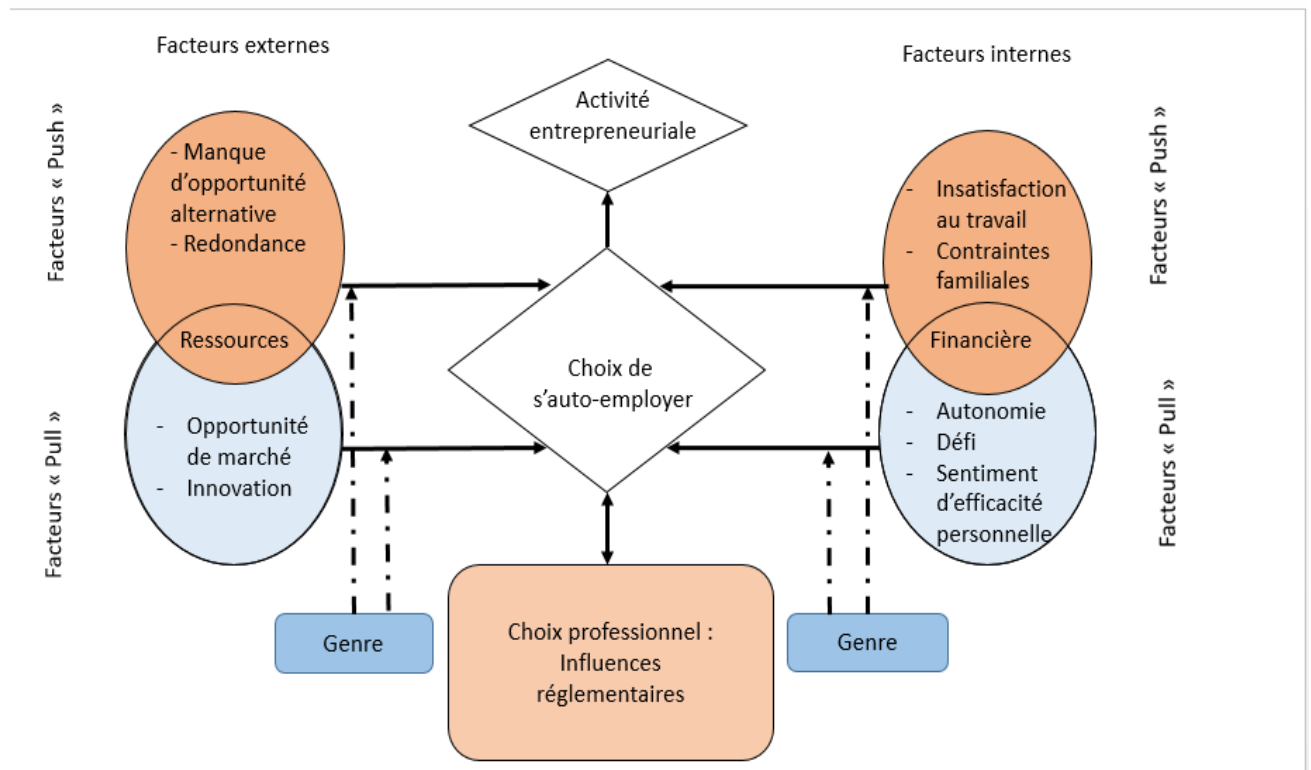 Facteurs externes
Facteurs internes
Activité
entrepreneuriale
Facteurs « Push »
- Manque
d’opportunité
alternative
- Redondance
Ressources
Facteurs « Pull »
- Opportunité
de marché
- Innovation
Choix de
s’auto-employer
Facteurs « Push »
- Insatisfaction
au travail
- Contraintes
familiales
Financière
Facteurs « Pull »
- Autonomie
- Défi
- Sentiment
d’efficacité
personnelle
Genre
Choix professionnel :
Influences
réglementaires
Genre